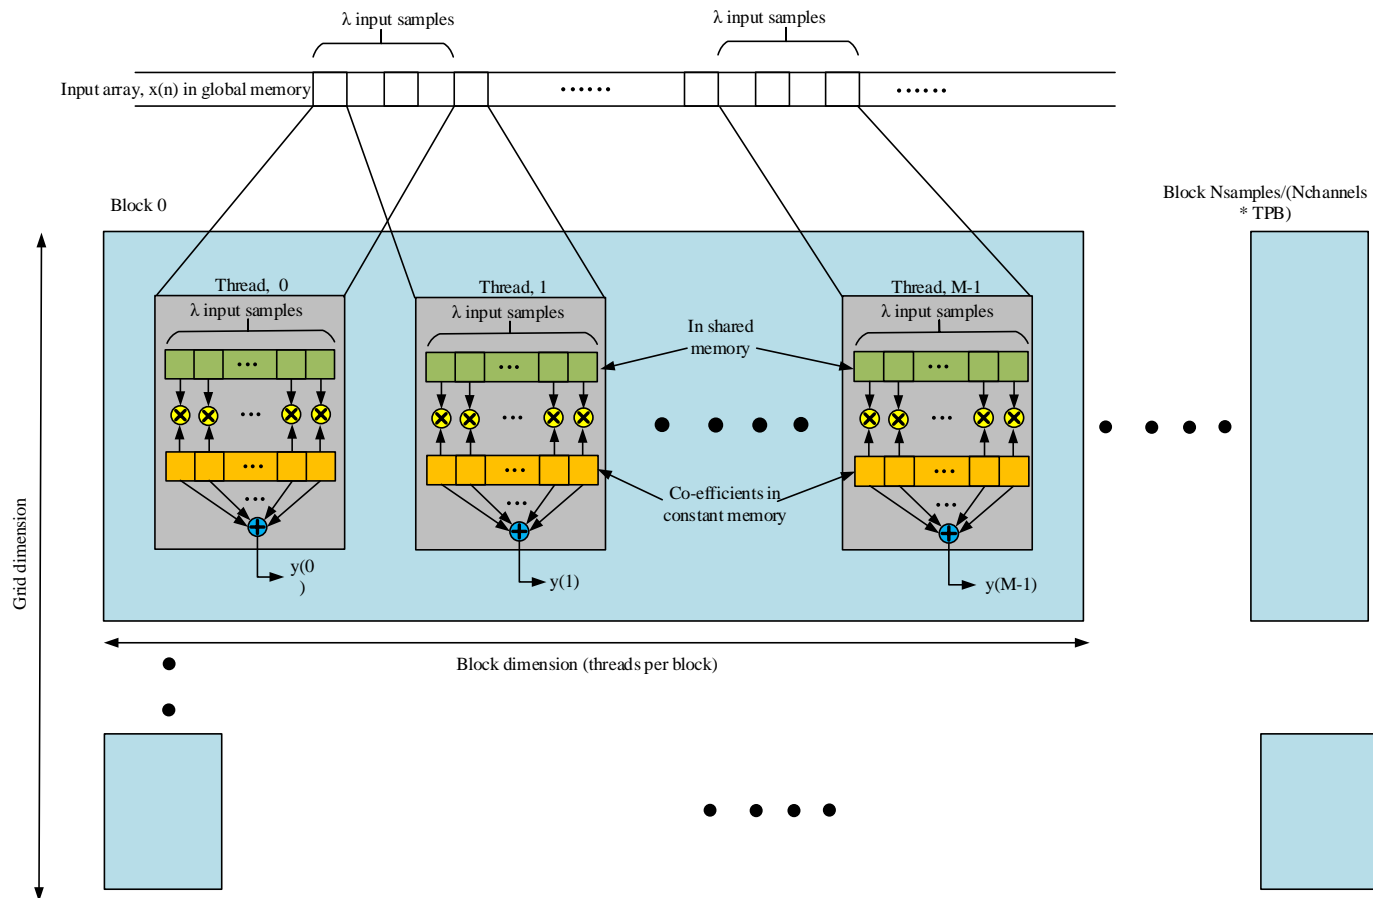 λ input samples
λ input samples
Input array, x(n) in global memory
......
......
Block 0
Block Nsamples/(Nchannels
* TPB)
Thread, 0
λ input samples
...
...
...
...
y(0
)
Thread, 1
λ input samples
...
...
...
...
y(1)
In shared
memory
Co-efficients in
constant memory
Thread, M-1
λ input samples
...
...
...
...
y(M-1)
Grid dimension
Block dimension (threads per block)